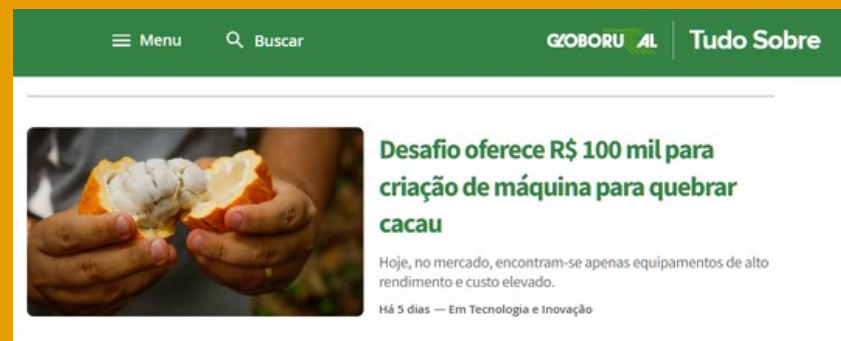 Menu
Buscar
GLOBORURAL
Tudo Sobre
Desafio oferece R$ 100 mil para
criação de máquina para quebrar
cacau
Hoje, no mercado, encontram-se apenas equipamentos de alto
rendimento e custo elevado.
Há 5 dias — Em Tecnologia e Inovação